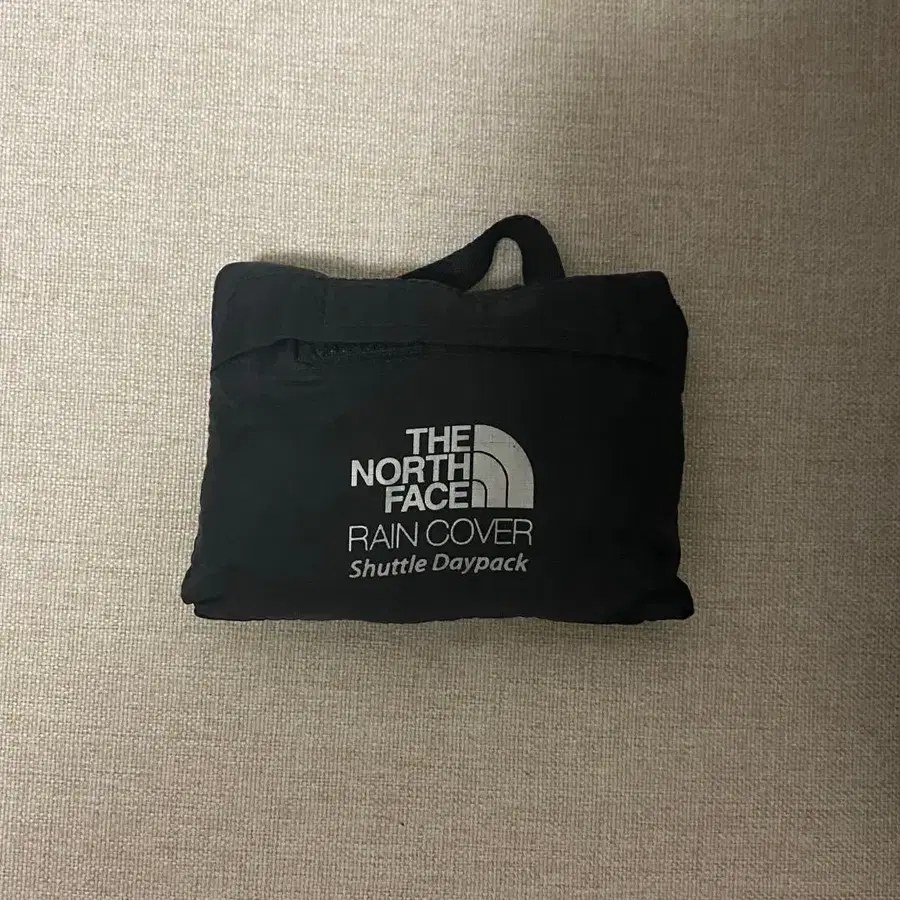 THE
NORTH
FACE
RAIN COVER
Shuttle Daypack